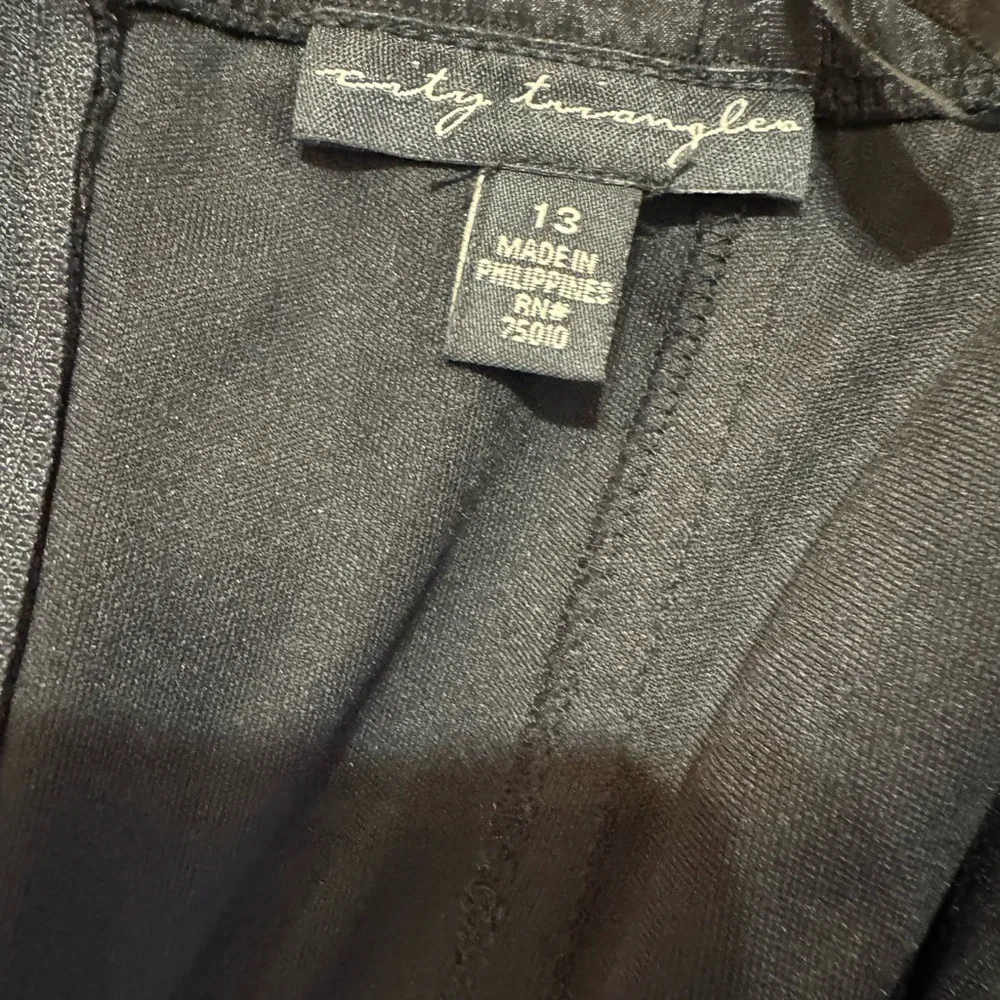 city triangles
13
MADE IN
PHILIPPINES
RN#
75010